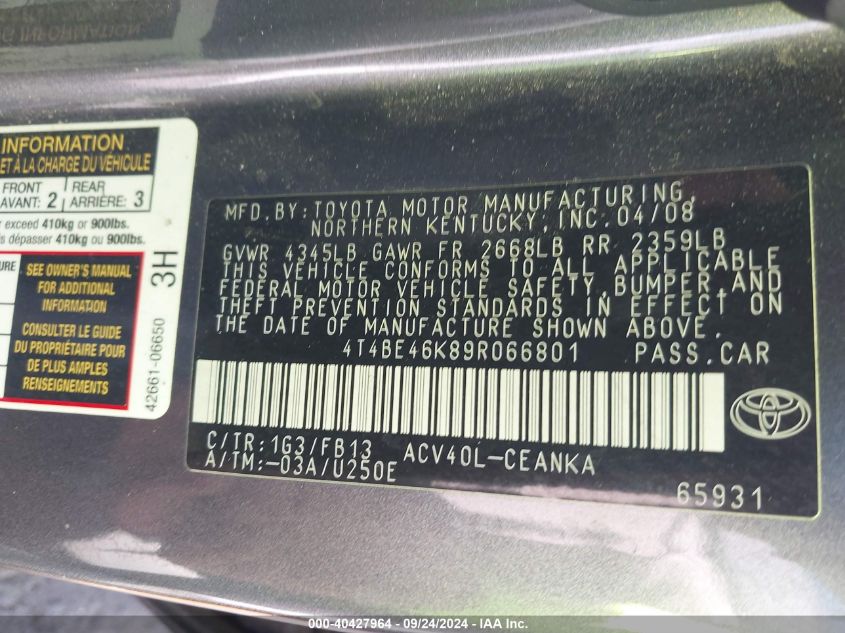 NG INFORMATION
INFORMATION
ET À LA CHARGE DU VÉHICULE
FRONT
AVANT: 2
REAR
ARRIÈRE: 3
r exceed 410kg or 900lbs.
is dépasser 410kg ou 900lbs.
SEE OWNER'S MANUAL
FOR ADDITIONAL
INFORMATION
CONSULTER LE GUIDE
DU PROPRIÉTAIRE POUR
DE PLUS AMPLES
RENSEIGNEMENTS
42661-06650 3H
MFD. BY: TOYOTA MOTOR MANUFACTURING,
NORTHERN KENTUCKY, INC. 04/08
GVWR 4345LB GAWR FR 2668LB RR 2359LB
THIS VEHICLE CONFORMS TO ALL APPLICABLE
FEDERAL MOTOR VEHICLE SAFETY, BUMPER, AND
THEFT PREVENTION STANDARDS IN EFFECT ON
THE DATE OF MANUFACTURE SHOWN ABOVE.
4T4BE46K89R066801 PASS. CAR
C/TR: 1G3/FB13 ACV40L-CEANKA
A/TM: -03A/U250E
65931
TOYOTA
© - 40427964 - 09/24/2024 - IAA Inc.